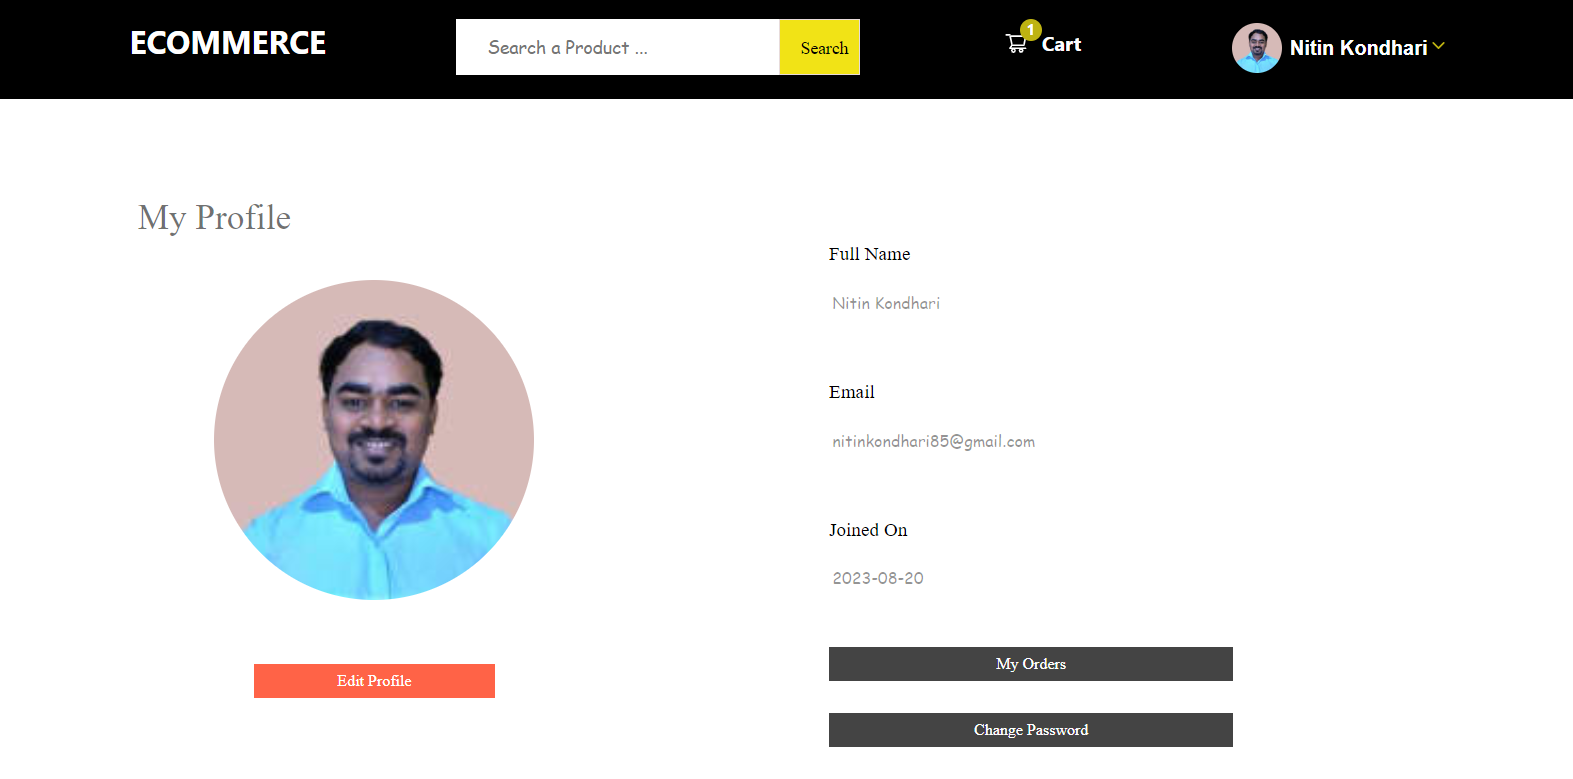 ECOMMERCE
Search a Product ...
Search
1
Cart
Nitin Kondhari
My Profile
Full Name
Nitin Kondhari
Email
nitinkondhari85@gmail.com
Joined On
2023-08-20
Edit Profile
My Orders
Change Password